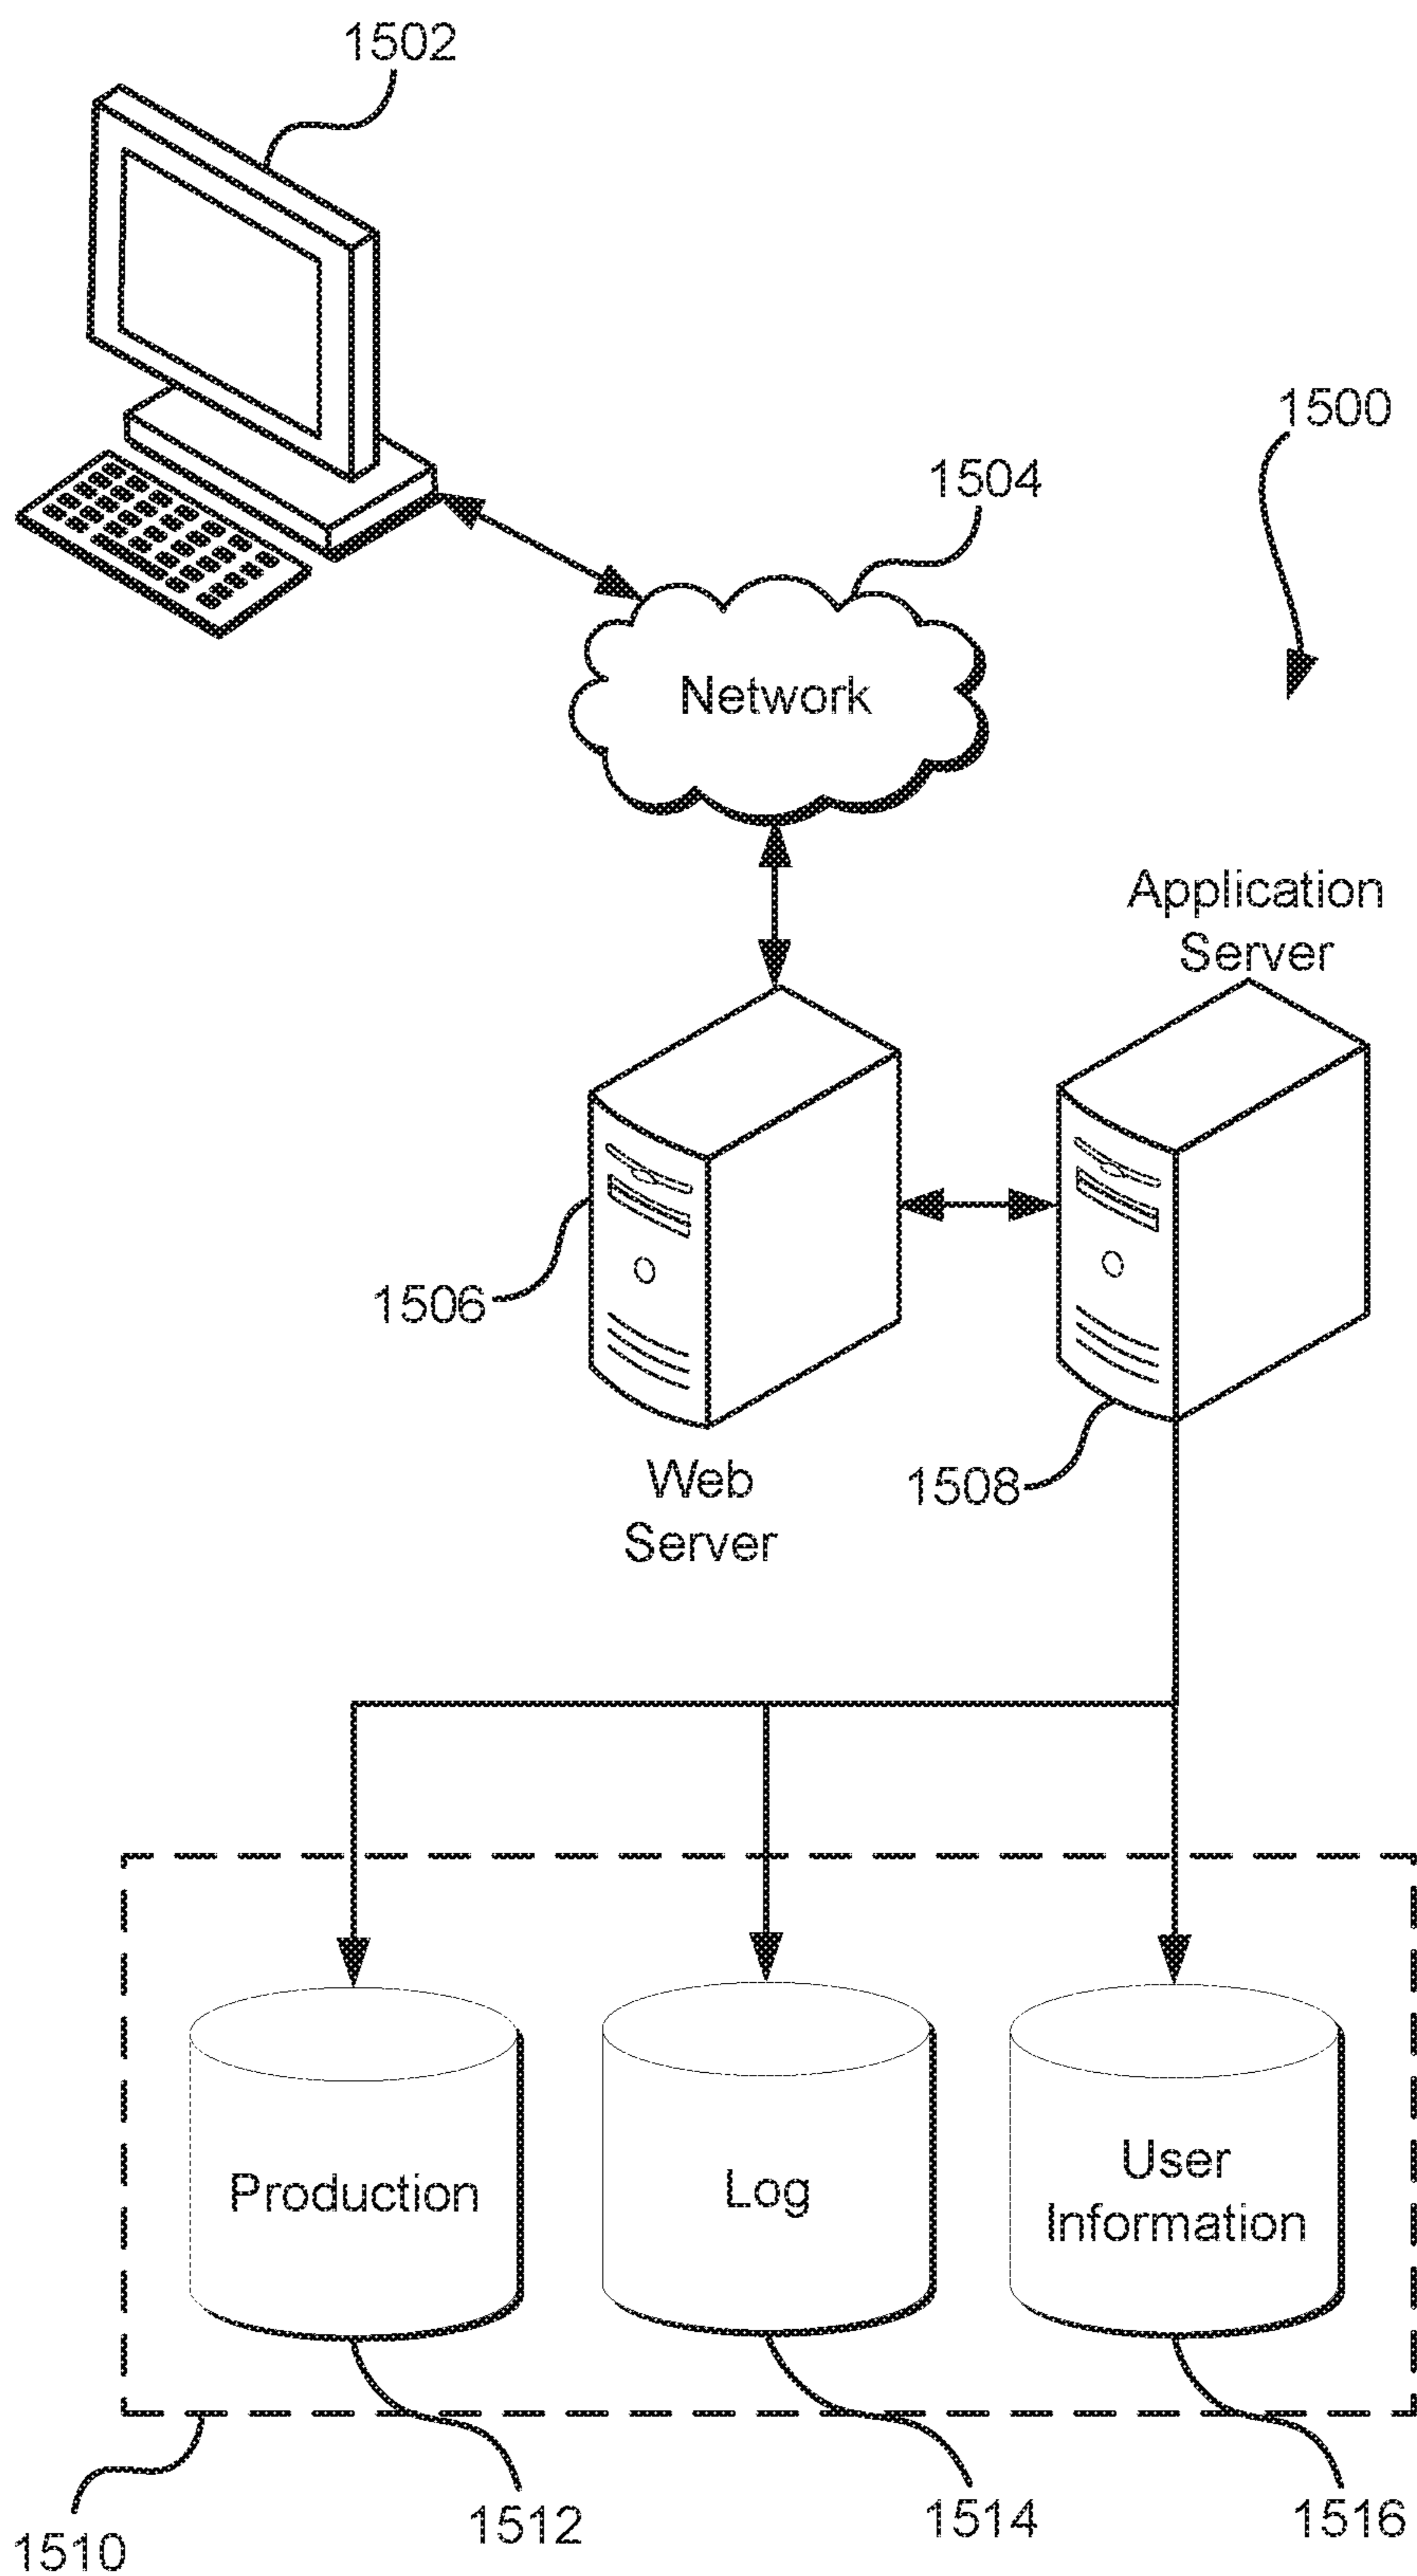 1502
1500
1504
Network
Application
Server
1506
Web
Server
1508
Production
Log
User
Information
1510
1512
1514
1516